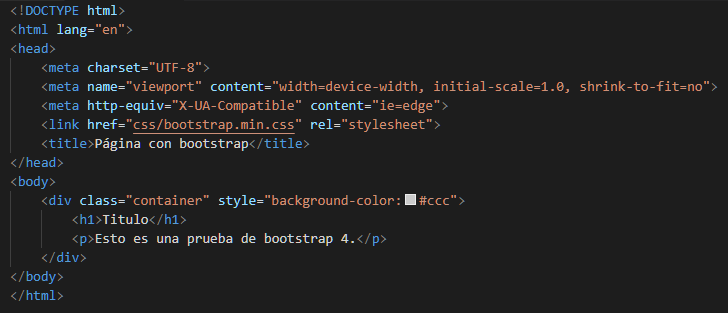 <!DOCTYPE html>
<html lang="en">
<head>
    <meta charset="UTF-8">
    <meta name="viewport" content="width=device-width, initial-scale=1.0, shrink-to-fit=no">
    <meta http-equiv="X-UA-Compatible" content="ie=edge">
    <link href="css/bootstrap.min.css" rel="stylesheet">
    <title>Página con bootstrap</title>
</head>
<body>
    <div class="container" style="background-color:#ccc">
        <h1>Titulo</h1>
        <p>Esto es una prueba de bootstrap 4.</p>
    </div>
</body>
</html>